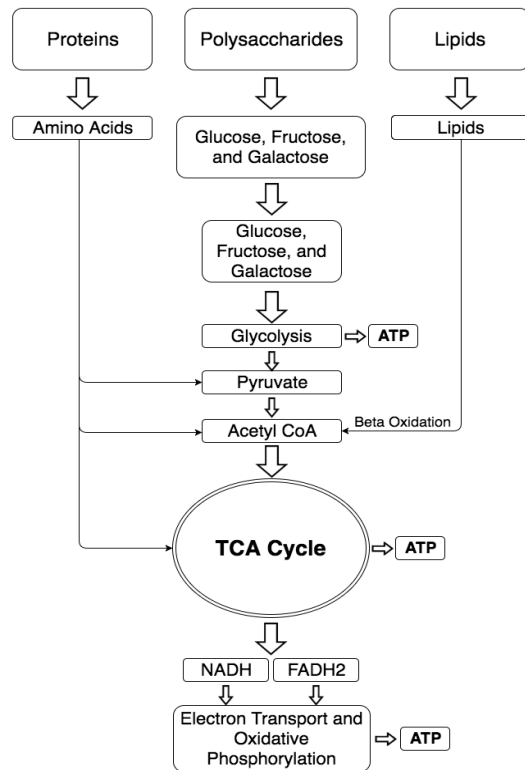 Proteins
Polysaccharides
Lipids
Amino Acids
Glucose, Fructose,
and Galactose
Lipids
Glucose,
Fructose, and
Galactose
Glycolysis
ATP
Pyruvate
Acetyl CoA
Beta Oxidation
TCA Cycle
ATP
NADH
FADH2
Electron Transport and
Oxidative
Phosphorylation
ATP